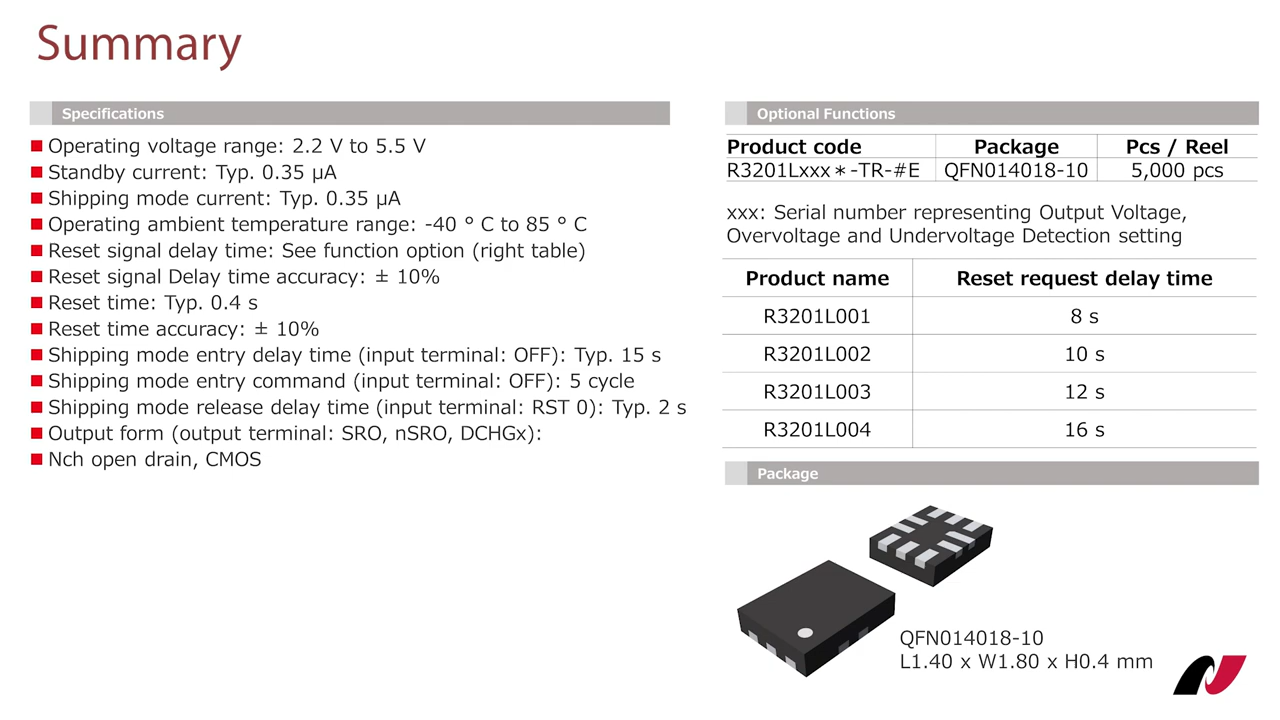 Summary
Specifications
■ Operating voltage range: 2.2 V to 5.5 V
■ Standby current: Typ. 0.35 µA
■ Shipping mode current: Typ. 0.35 µA
■ Operating ambient temperature range: -40 ° C to 85 ° C
■ Reset signal delay time: See function option (right table)
■ Reset signal Delay time accuracy: ± 10%
■ Reset time: Typ. 0.4 s
■ Reset time accuracy: ± 10%
■ Shipping mode entry delay time (input terminal: OFF): Typ. 15 s
■ Shipping mode entry command (input terminal: OFF): 5 cycle
■ Shipping mode release delay time (input terminal: RST 0): Typ. 2 s
■ Output form (output terminal: SRO, nSRO, DCHGx):
■ Nch open drain, CMOS
Optional Functions
Product code Package Pcs / Reel
R3201Lxxx＊-TR-#E QFN014018-10 5,000 pcs
xxx: Serial number representing Output Voltage,
Overvoltage and Undervoltage Detection setting
Product name Reset request delay time
R3201L001 8 s
R3201L002 10 s
R3201L003 12 s
R3201L004 16 s
Package
QFN014018-10
L1.40 x W1.80 x H0.4 mm